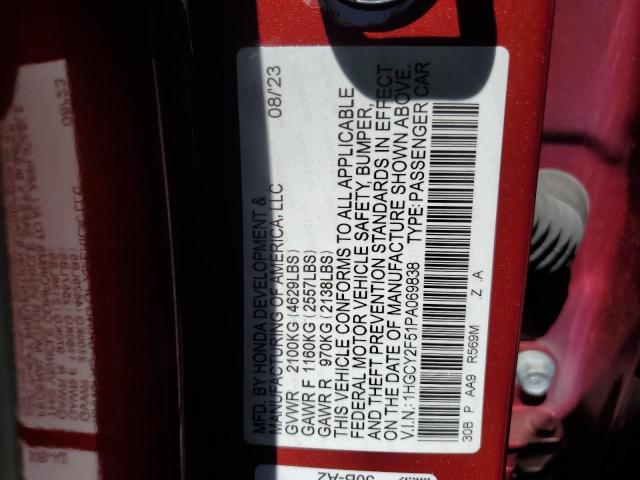 MFD. BY HONDA DEVELOPMENT & 08/'23
MANUFACTURING OF AMERICA, LLC
GVWR 2100KG (4629LBS)
GAWR F 1160KG (2557LBS)
GAWR R 970KG (2138LBS)
THIS VEHICLE CONFORMS TO ALL APPLICABLE
FEDERAL MOTOR VEHICLE SAFETY, BUMPER,
AND THEFT PREVENTION STANDARDS IN EFFECT
ON THE DATE OF MANUFACTURE SHOWN ABOVE.
V.I.N.: 1HGCY2F51PA069838 TYPE: PASSENGER CAR
30B P AA9 R569M .Z .A
30B-A2